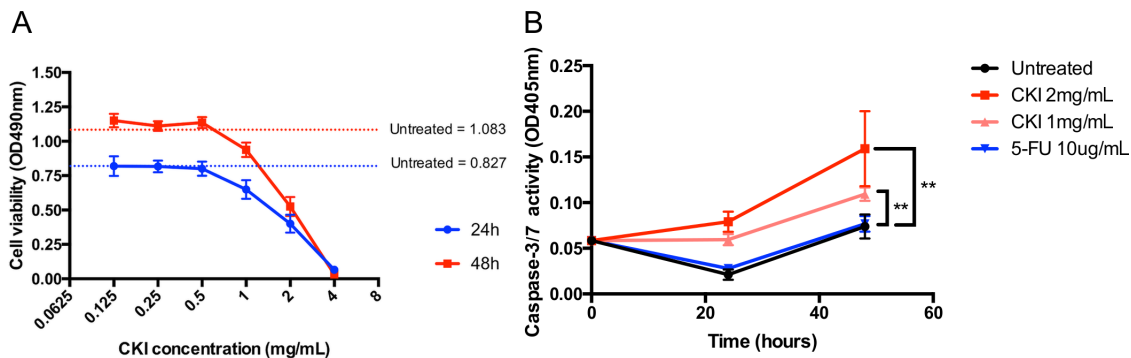 A
Cell viability (OD490nm)
1.50
1.25
1.00
0.75
0.50
0.25
0.00
Untreated = 1.083
Untreated = 0.827
24h
48h
0.0625
0.125
0.25
0.5
1
2
4
8
CKI concentration (mg/mL)
B
Caspase-3/7 activity (OD405nm)
0.25
0.20
0.15
0.10
0.05
0.00
**
**
0
20
40
60
Time (hours)
Untreated
CKI 2mg/mL
CKI 1mg/mL
5-FU 10ug/mL